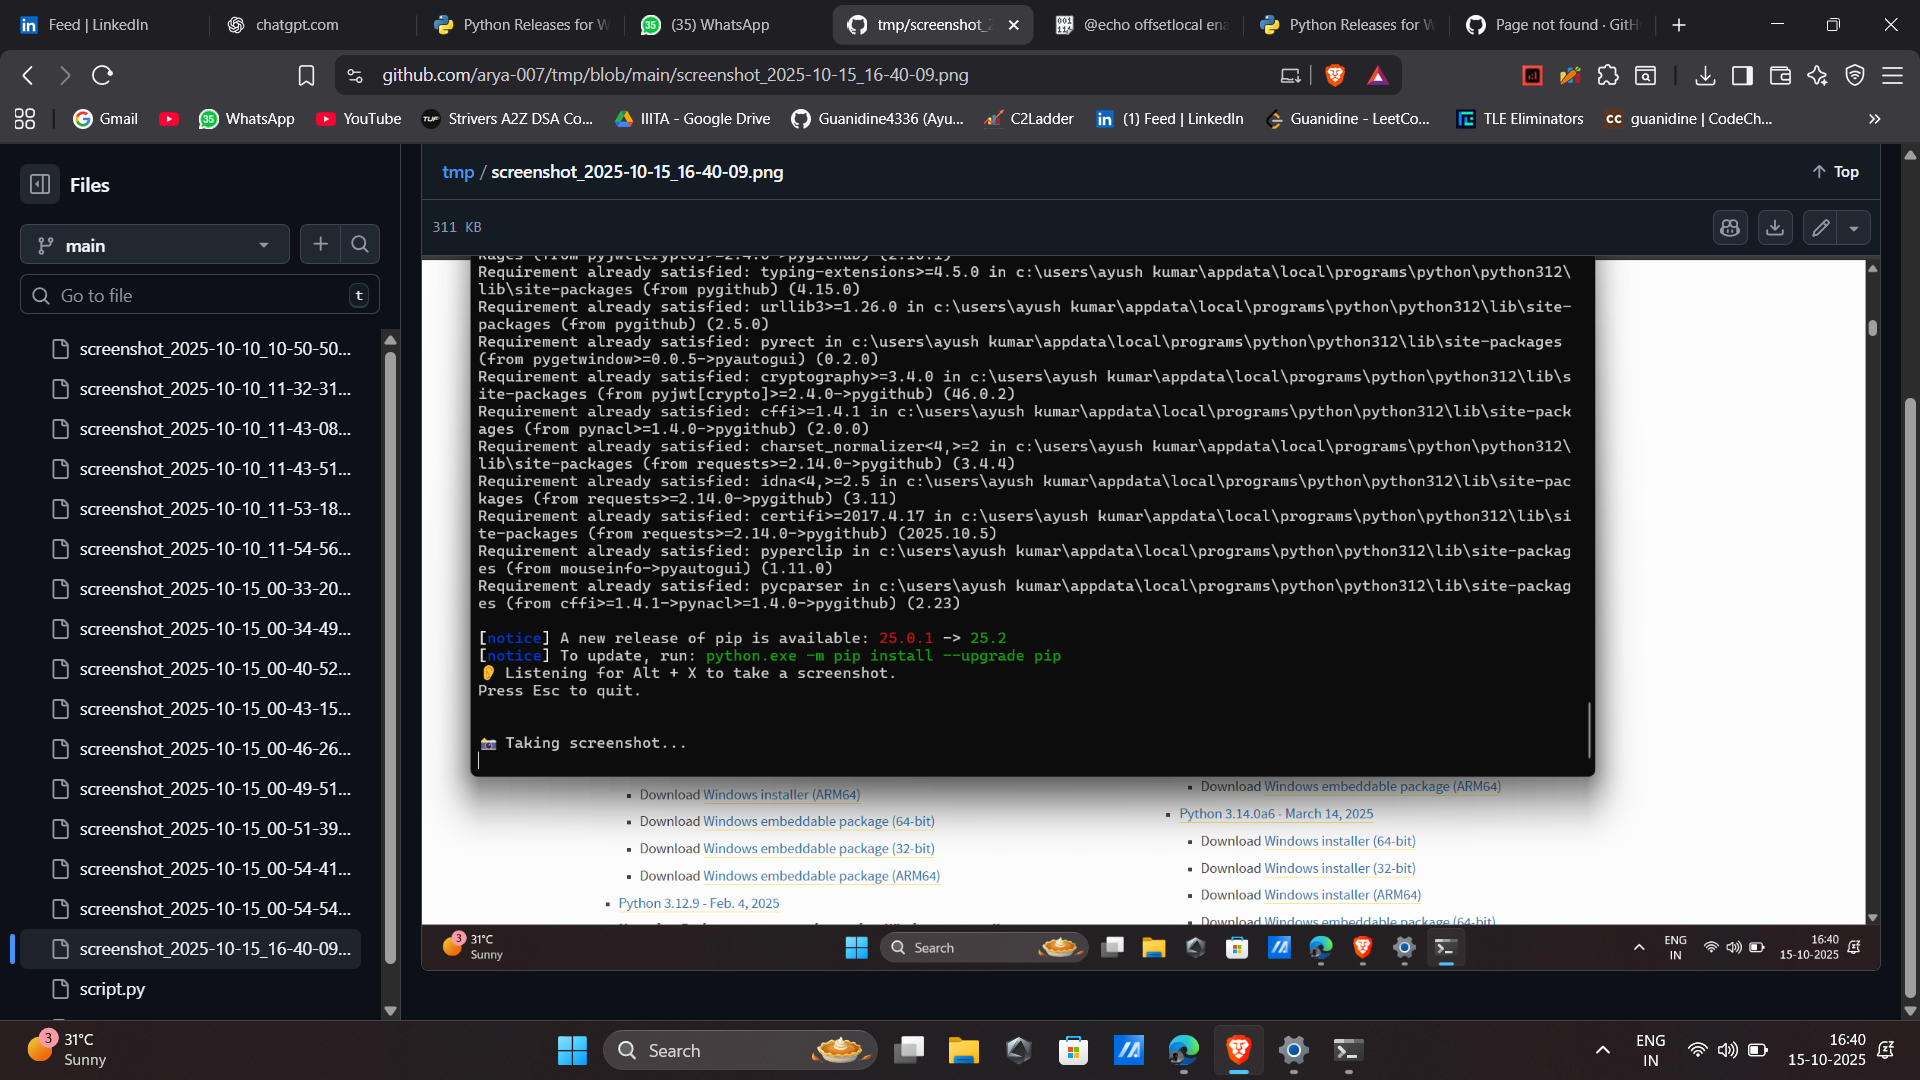 Feed | LinkedIn
chatgpt.com
Python Releases for W
(35) WhatsApp
tmp/screenshot_2
@echo offsetlocal ena
Python Releases for W
Page not found · GitH
github.com/arya-007/tmp/blob/main/screenshot_2025-10-15_16-40-09.png
Gmail
WhatsApp
YouTube
Strivers A2Z DSA Co...
IIITA - Google Drive
Guanidine4336 (Ayu...
C2Ladder
(1) Feed | LinkedIn
Guanidine - LeetCo...
TLE Eliminators
guanidine | CodeCh...
Files
main
Go to file
t
screenshot_2025-10-10_10-50-50...
screenshot_2025-10-10_11-32-31...
screenshot_2025-10-10_11-43-08...
screenshot_2025-10-10_11-43-51...
screenshot_2025-10-10_11-53-18...
screenshot_2025-10-10_11-54-56...
screenshot_2025-10-15_00-33-20...
screenshot_2025-10-15_00-34-49...
screenshot_2025-10-15_00-40-52...
screenshot_2025-10-15_00-43-15...
screenshot_2025-10-15_00-46-26...
screenshot_2025-10-15_00-49-51...
screenshot_2025-10-15_00-51-39...
screenshot_2025-10-15_00-54-41...
screenshot_2025-10-15_00-54-54...
screenshot_2025-10-15_16-40-09...
script.py
tmp / screenshot_2025-10-15_16-40-09.png
Top
311 KB
kages (from pyjwt[crypto]>=2.4.0->pygithub) (2.10.1)
Requirement already satisfied: typing-extensions>=4.5.0 in c:\users\ayush kumar\appdata\local\programs\python\python312\
lib\site-packages (from pygithub) (4.15.0)
Requirement already satisfied: urllib3>=1.26.0 in c:\users\ayush kumar\appdata\local\programs\python\python312\lib\site-
packages (from pygithub) (2.5.0)
Requirement already satisfied: pyrect in c:\users\ayush kumar\appdata\local\programs\python\python312\lib\site-packages
(from pygetwindow>=0.0.5->pyautogui) (0.2.0)
Requirement already satisfied: cryptography>=3.4.0 in c:\users\ayush kumar\appdata\local\programs\python\python312\lib\s
ite-packages (from pyjwt[crypto]>=2.4.0->pygithub) (46.0.2)
Requirement already satisfied: cffi>=1.4.1 in c:\users\ayush kumar\appdata\local\programs\python\python312\lib\site-pack
ages (from pynacl>=1.4.0->pygithub) (2.0.0)
Requirement already satisfied: charset_normalizer<4,>=2 in c:\users\ayush kumar\appdata\local\programs\python\python312\
lib\site-packages (from requests>=2.14.0->pygithub) (3.4.4)
Requirement already satisfied: idna<4,>=2.5 in c:\users\ayush kumar\appdata\local\programs\python\python312\lib\site-pac
kages (from requests>=2.14.0->pygithub) (3.11)
Requirement already satisfied: certifi>=2017.4.17 in c:\users\ayush kumar\appdata\local\programs\python\python312\lib\si
te-packages (from requests>=2.14.0->pygithub) (2025.10.5)
Requirement already satisfied: pyperclip in c:\users\ayush kumar\appdata\local\programs\python\python312\lib\site-packag
es (from mouseinfo->pyautogui) (1.11.0)
Requirement already satisfied: pycparser in c:\users\ayush kumar\appdata\local\programs\python\python312\lib\site-packag
es (from cffi>=1.4.1->pynacl>=1.4.0->pygithub) (2.23)
[notice] A new release of pip is available: 25.0.1 -> 25.2
[notice] To update, run: python.exe -m pip install --upgrade pip
Listening for Alt + X to take a screenshot.
Press Esc to quit.
Taking screenshot...
Download Windows installer (ARM64)
Download Windows embeddable package (64-bit)
Download Windows embeddable package (32-bit)
Download Windows embeddable package (ARM64)
Python 3.12.9 - Feb. 4, 2025
Download Windows embeddable package (ARM64)
Python 3.14.0a6 - March 14, 2025
Download Windows installer (64-bit)
Download Windows installer (32-bit)
Download Windows installer (ARM64)
Download Windows embeddable package (64-bit)
3
31°C
Sunny
Search
ENG
IN
16:40
15-10-2025
3
31°C
Sunny
Search
ENG
IN
16:40
15-10-2025